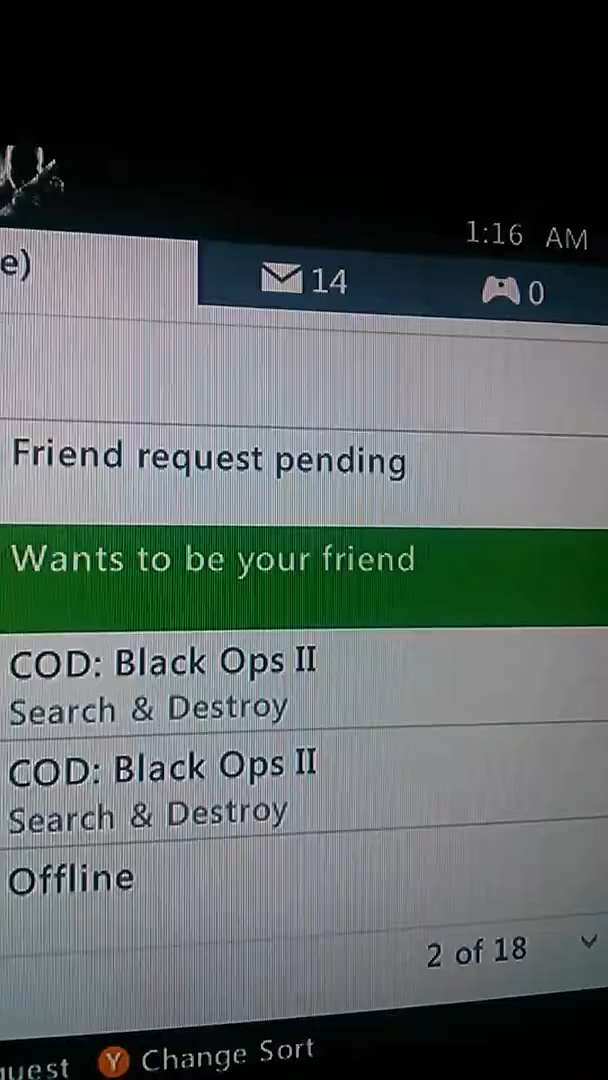 1:16 AM
e)
14
0
Friend request pending
Wants to be your friend
COD: Black Ops II
Search & Destroy
COD: Black Ops II
Search & Destroy
Offline
2 of 18
uest Y Change Sort